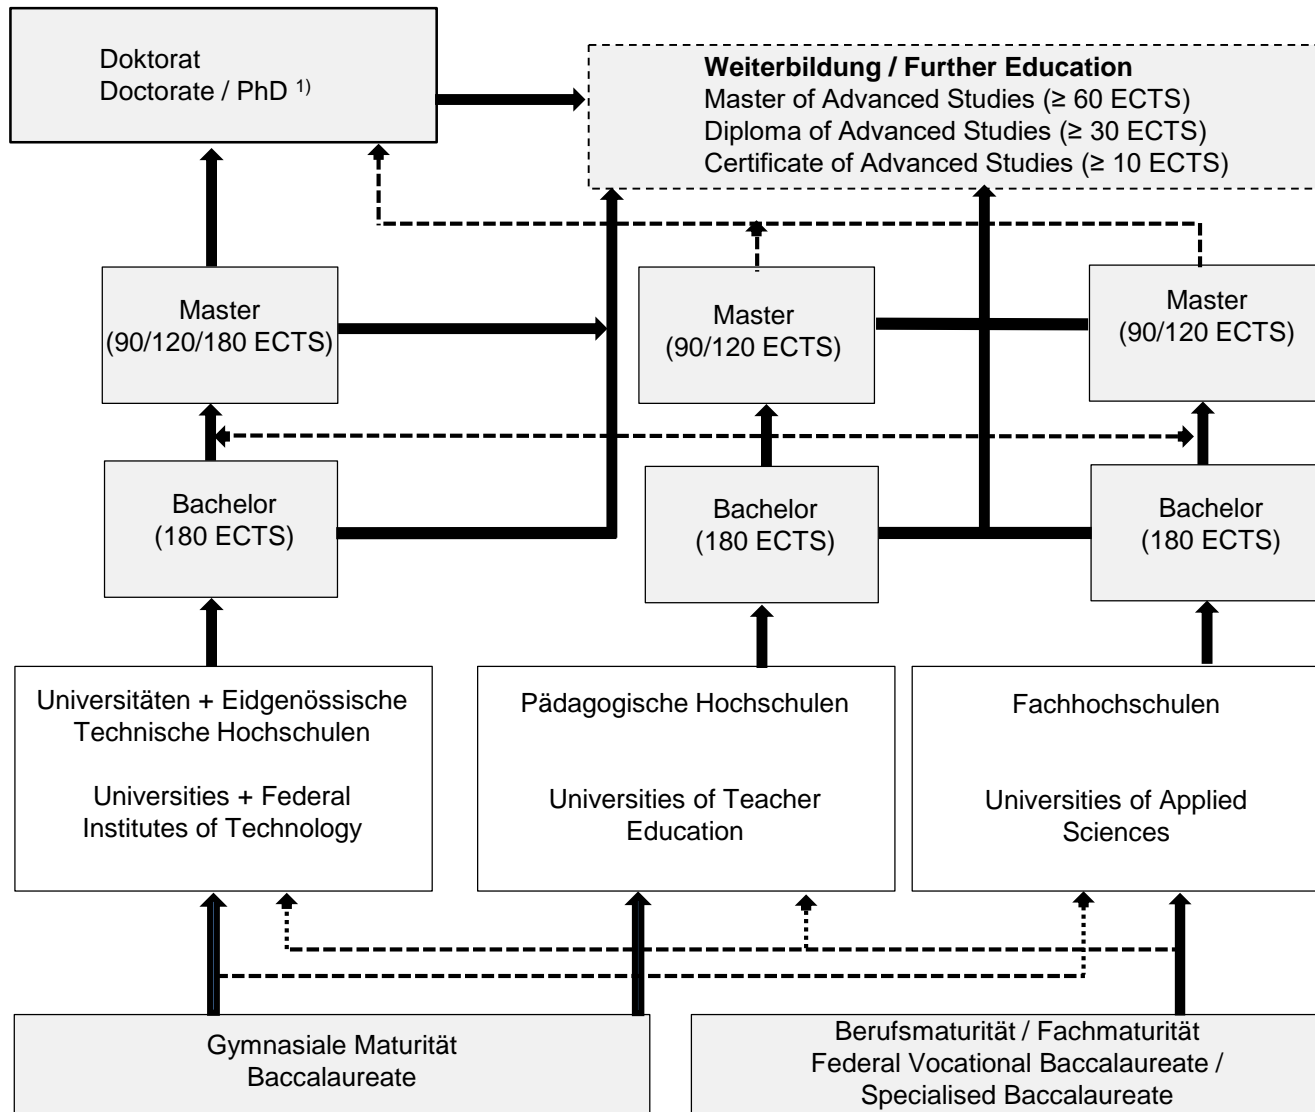 Doktorat
Doctorate / PhD 1)
Weiterbildung / Further Education
Master of Advanced Studies (≥ 60 ECTS)
Diploma of Advanced Studies (≥ 30 ECTS)
Certificate of Advanced Studies (≥ 10 ECTS)
Master
(90/120/180 ECTS)
Master
(90/120 ECTS)
Master
(90/120 ECTS)
Bachelor
(180 ECTS)
Bachelor
(180 ECTS)
Bachelor
(180 ECTS)
Universitäten + Eidgenössische
Technische Hochschulen
Universities + Federal
Institutes of Technology
Pädagogische Hochschulen
Universities of Teacher
Education
Fachhochschulen
Universities of Applied
Sciences
Gymnasiale Maturität
Baccalaureate
Berufsmaturität / Fachmaturität
Federal Vocational Baccalaureate /
Specialised Baccalaureate